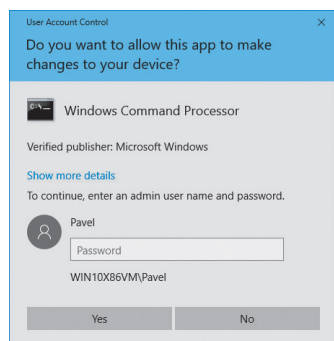 User Account Control
Do you want to allow this app to make
changes to your device?
Windows Command Processor
Verified publisher: Microsoft Windows
Show more details
To continue, enter an admin user name and password.
Pavel
Password
WIN10X86VM\Pavel
Yes No